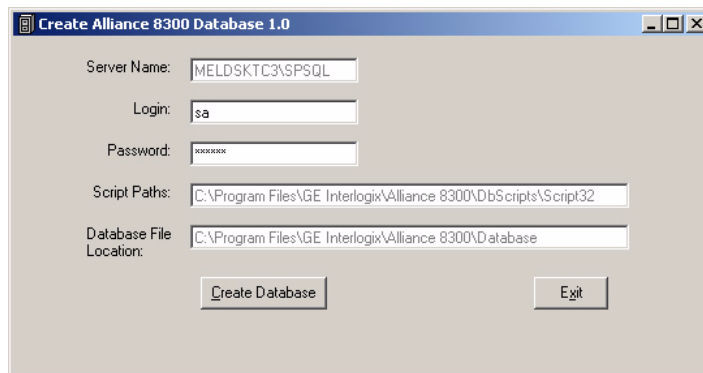 Create Alliance 8300 Database 1.0
Server Name: MELDSKTC3\SPSQL
Login: sa
Password: ××××××
Script Paths: C:\Program Files\GE Interlogix\Alliance 8300\DbScripts\Script32
Database File Location: C:\Program Files\GE Interlogix\Alliance 8300\Database
Create Database Exit